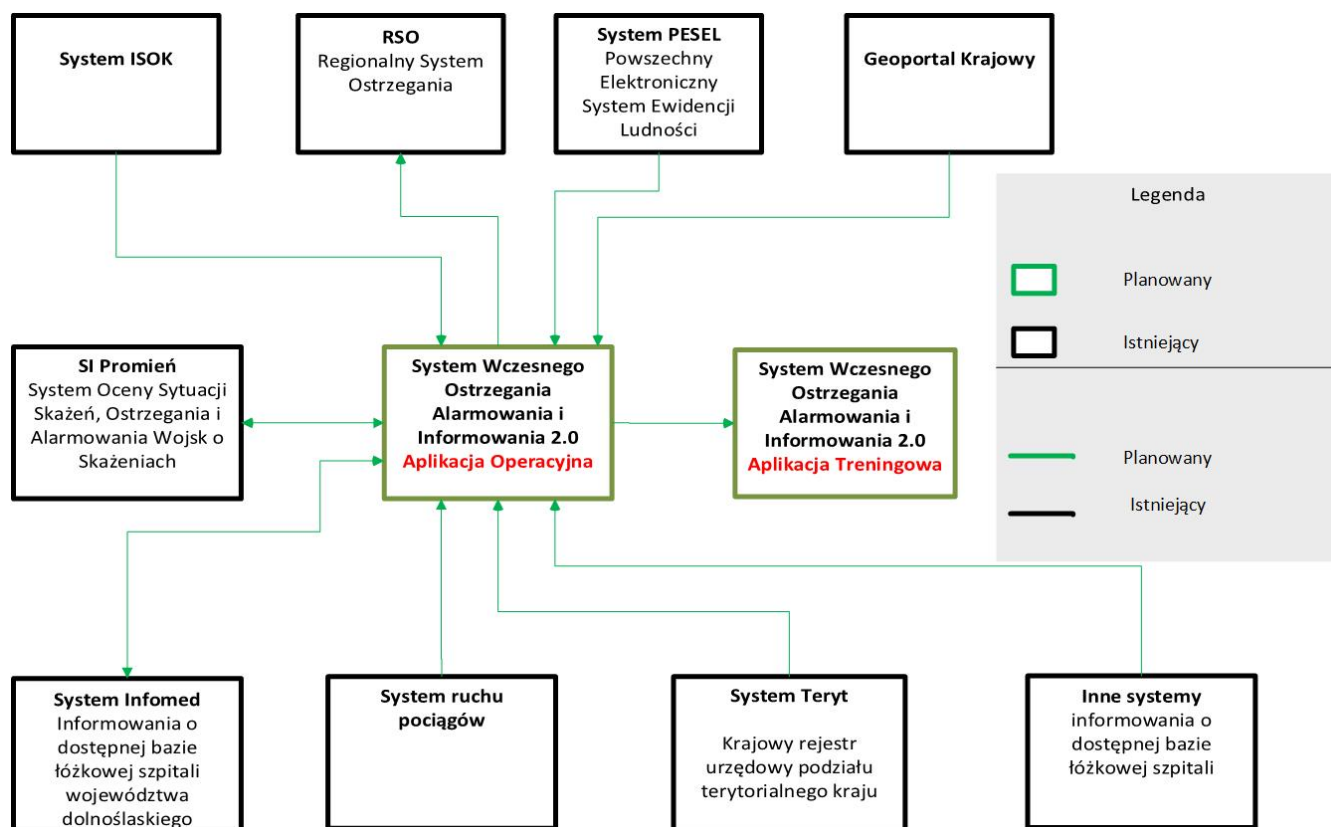 System ISOK
RSO
Regionalny System
Ostrzegania
System PESEL
Powszechny
Elektroniczny
System Ewidencji
Ludności
Geoportal Krajowy
Legenda
Planowany
Istniejący
Planowany
Istniejący
SI Promień
System Oceny Sytuacji
Skażeń, Ostrzegania i
Alarmowania Wojsk o
Skażeniach
System Wczesnego
Ostrzegania
Alarmowania i
Informowania 2.0
Aplikacja Operacyjna
System Wczesnego
Ostrzegania
Alarmowania i
Informowania 2.0
Aplikacja Treningowa
System Infomed
Informowania o
dostępnej bazie
łóżkowej szpitali
województwa
dolnoślaskiego
System ruchu
pociągów
System Teryt
Krajowy rejestr
urzędowy podziału
terytorialnego kraju
Inne systemy
informowania o
dostępnej bazie
łóżkowej szpitali